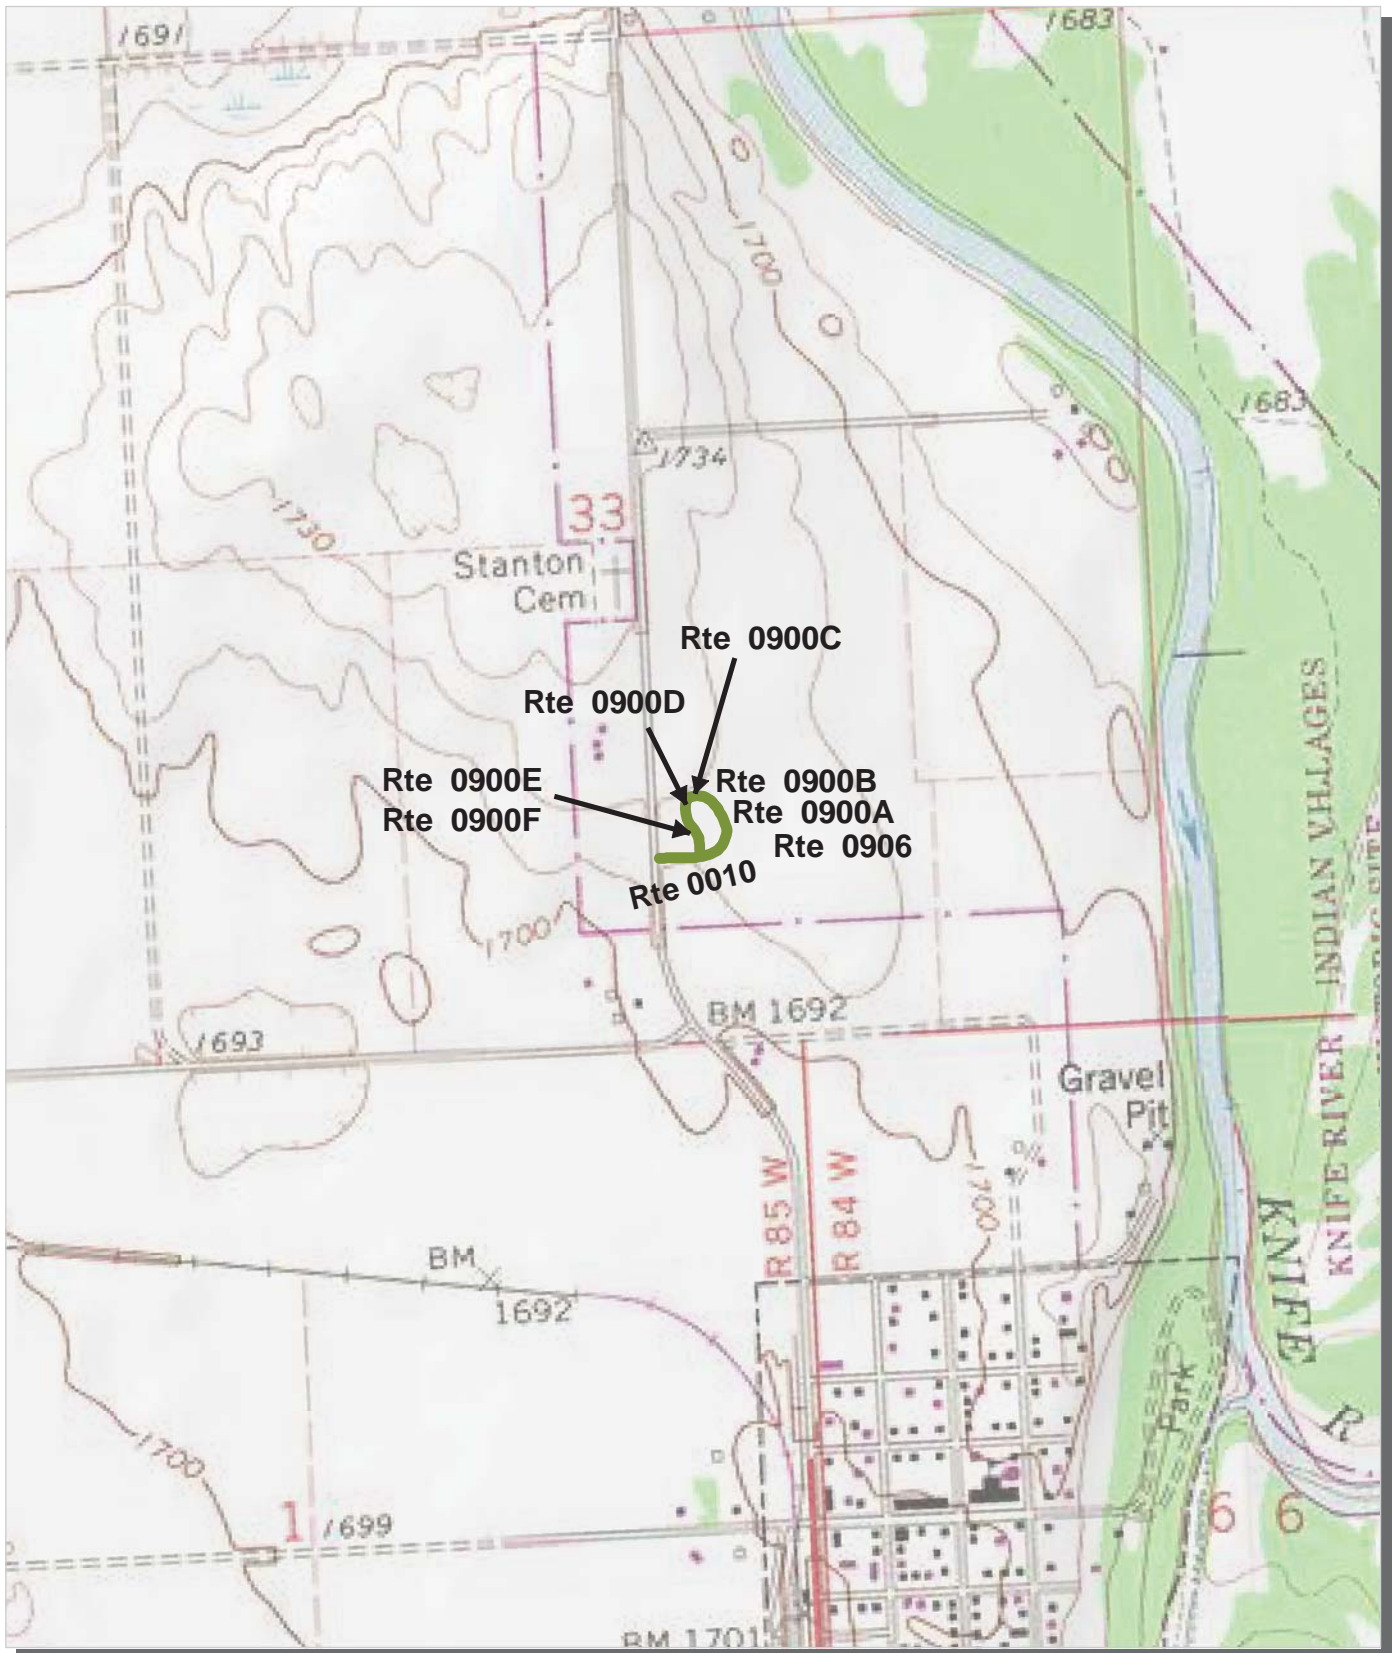 1691
1683
1700
1683
1734
33
1730
Stanton
Cem
Rte 0900C
Rte 0900D
Rte 0900E
Rte 0900B
Rte 0900A
Rte 0900F
Rte 0906
Rte 0010
1700
BM 1692
1693
Gravel
Pit
R 85 W
R 84 W
1700
KNIFE RIVER INDIAN VILLAGES
KNIFE
R
BM
1692
Park
1700
1
1699
6 6
BM 1701